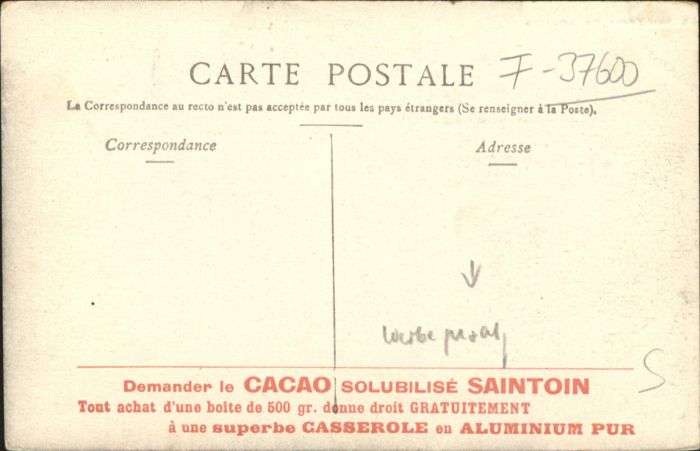 CARTE POSTALE F-37600
La Correspondance au recto n'est pas acceptée par tous les pays étrangers (Se renseigner à la Poste).
Correspondance
Adresse
S
Demander le CACAO SOLUBILISÉ SAINTOIN
Tout achat d'une boîte de 500 gr. donne droit GRATUITEMENT
à une superbe CASSEROLE en ALUMINIUM PUR